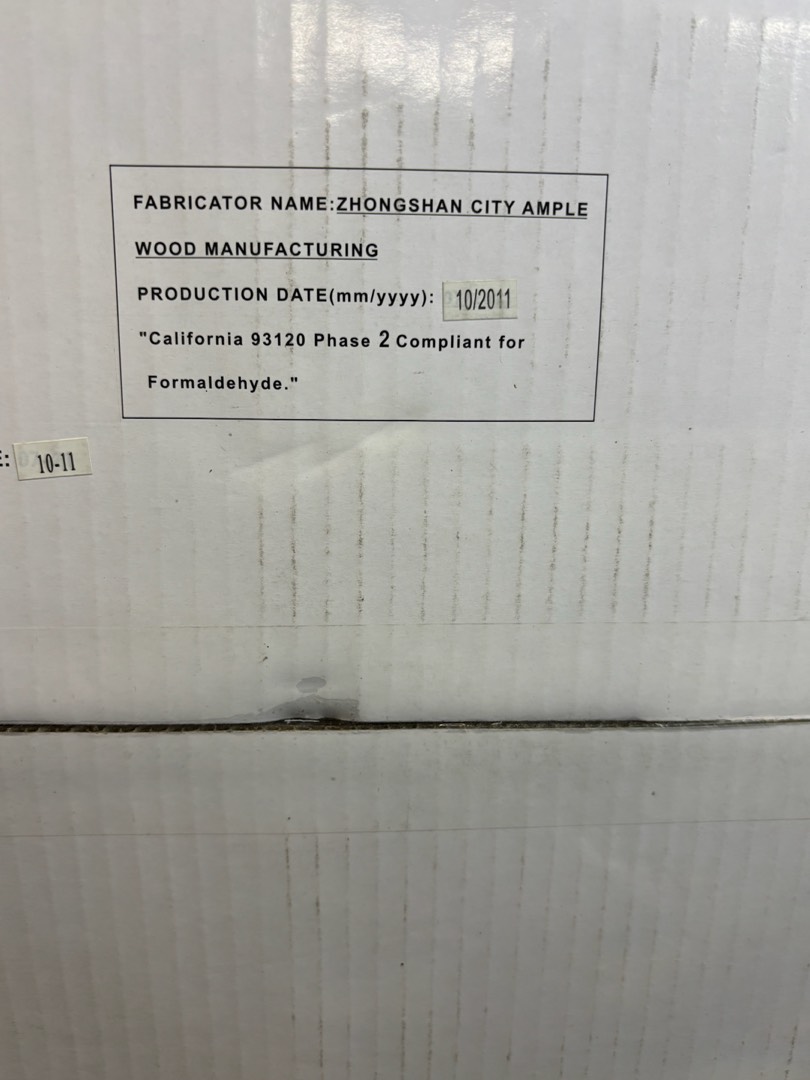 FABRICATOR NAME:ZHONGSHAN CITY AMPLE
WOOD MANUFACTURING
PRODUCTION DATE(mm/yyyy): 10/2011
"California 93120 Phase 2 Compliant for
Formaldehyde."
E: 10-11